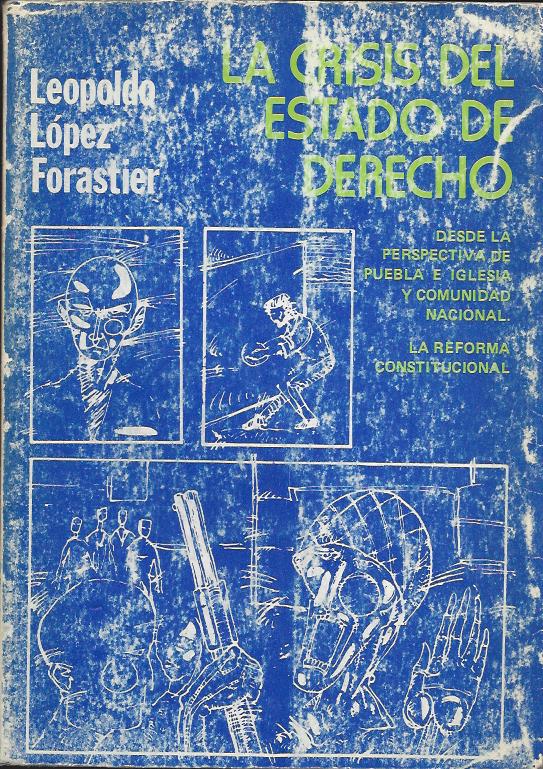 Leopoldo
López
Forastier
LA CRISIS DEL
ESTADO DE
DERECHO
DESDE LA
PERSPECTIVA DE
PUEBLA E IGLESIA
Y COMUNIDAD
NACIONAL.
LA REFORMA
CONSTITUCIONAL